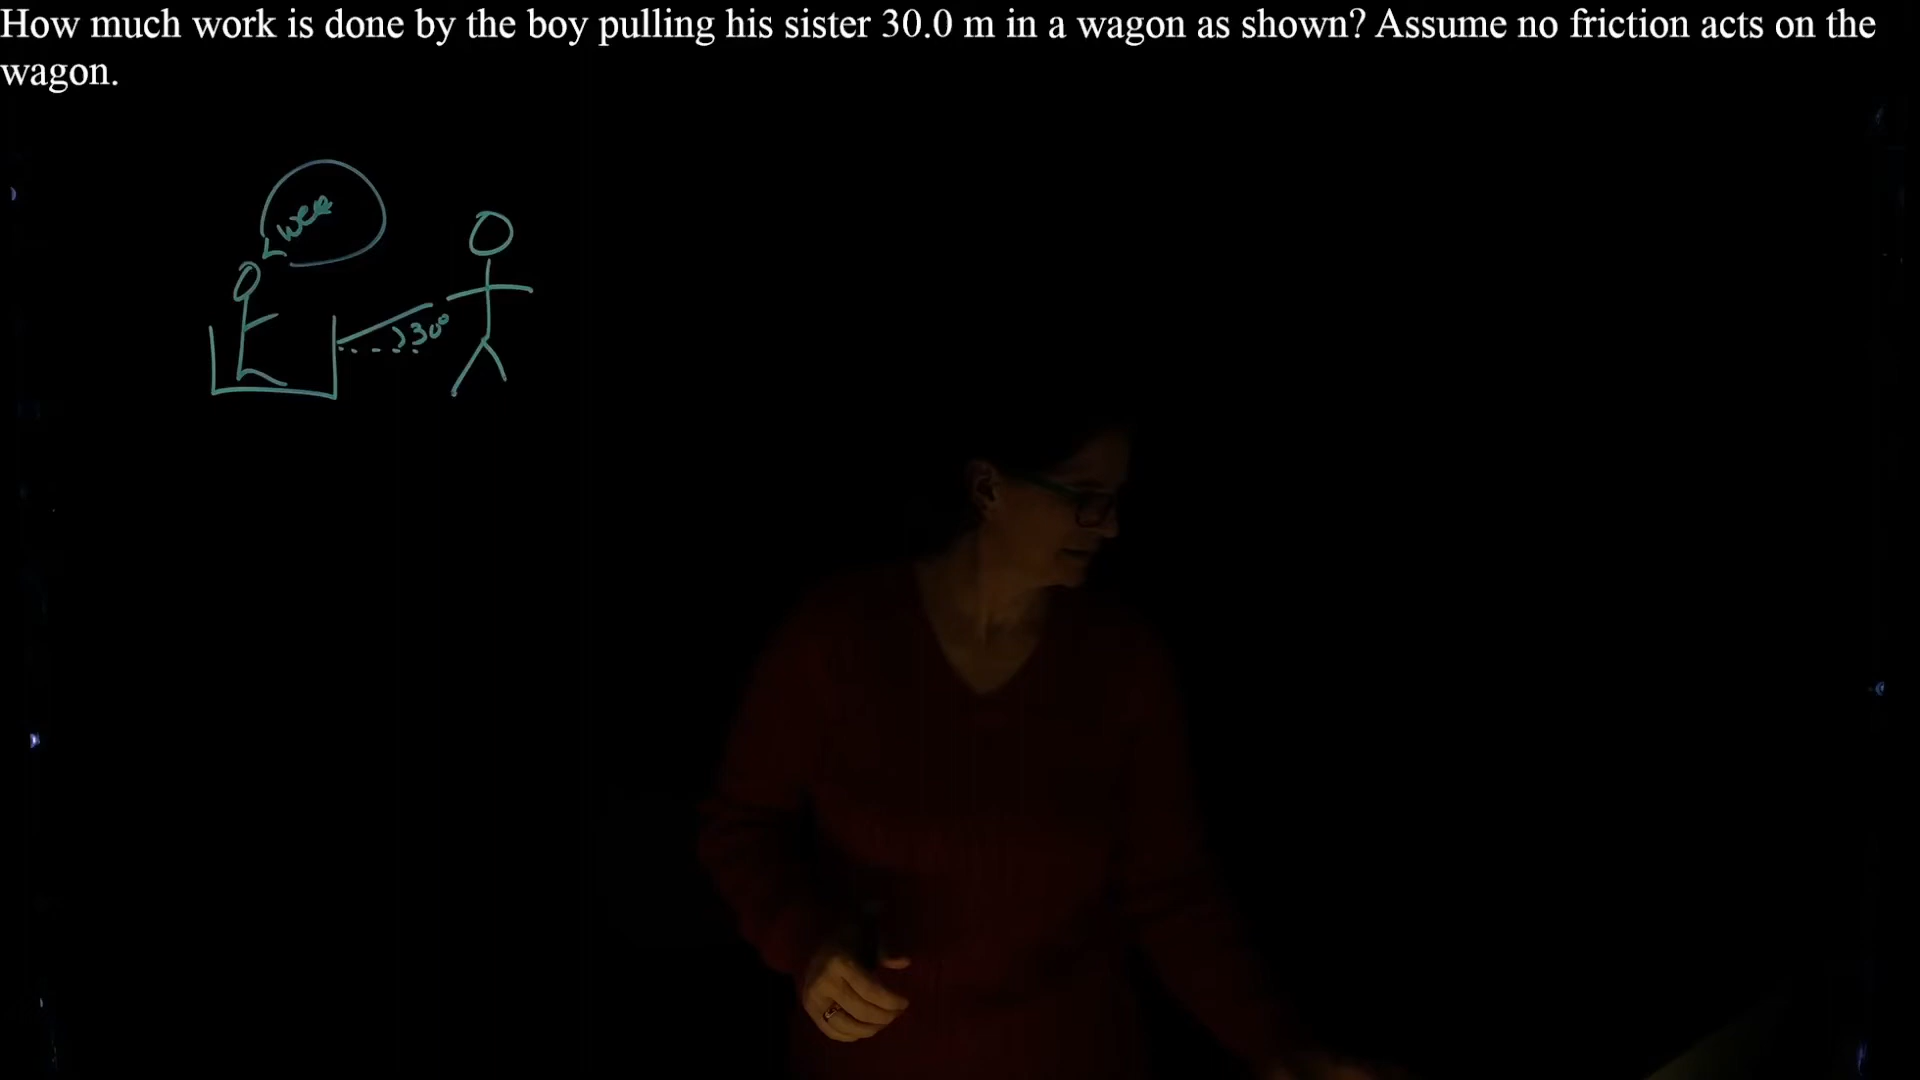 How much work is done by the boy pulling his sister 30.0 m in a wagon as shown? Assume no friction acts on the
wagon.
wee
30°